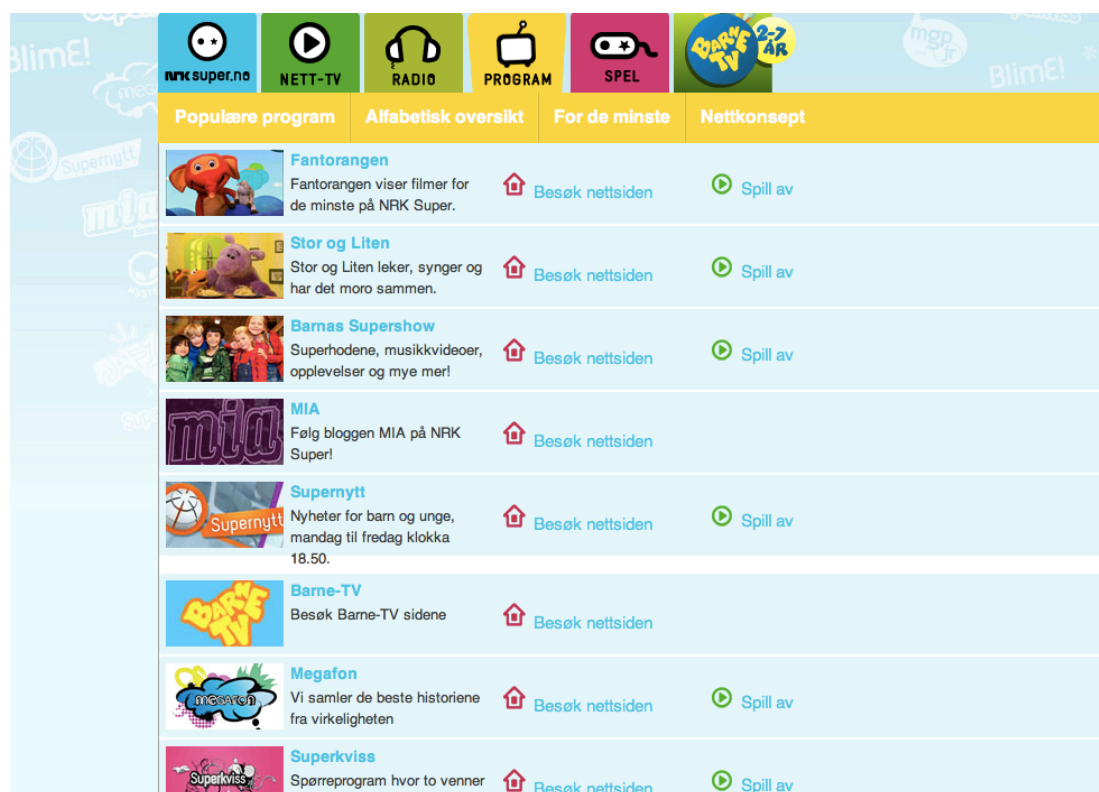 BlimE!
mgp jr
BlimE!
NRK super.no
NETT-TV
RADIO
PROGRAM
SPEL
BARNE TV
2-7 ÅR
Populære program
Alfabetisk oversikt
For de minste
Nettkonsept
Supernytt
mia
Fantorangen
Fantorangen viser filmer for
de minste på NRK Super.
Besøk nettsiden
Spill av
Stor og Liten
Stor og Liten leker, synger og
har det moro sammen.
Besøk nettsiden
Spill av
Barnas Supershow
Superhodene, musikkvideoer,
opplevelser og mye mer!
Besøk nettsiden
Spill av
mia
MIA
Følg bloggen MIA på NRK
Super!
Besøk nettsiden
Supernytt
Supernytt
Nyheter for barn og unge,
mandag til fredag klokka
18.50.
Besøk nettsiden
Spill av
BARNE TV
Barne-TV
Besøk Barne-TV sidene
Besøk nettsiden
MEGAFON
Megafon
Vi samler de beste historiene
fra virkeligheten
Besøk nettsiden
Spill av
Superkviss
Superkviss
Spørreprogram hvor to venner
Besøk nettsiden
Spill av